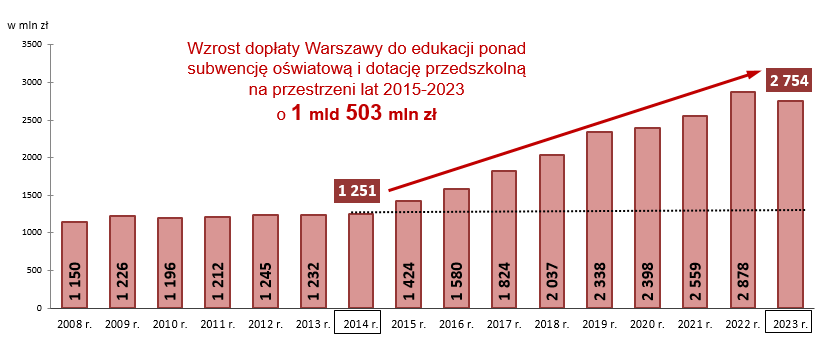 w mln zł
Wzrost dopłaty Warszawy do edukacji ponad
subwencję oświatową i dotację przedszkolną
na przestrzeni lat 2015-2023
o 1 mld 503 mln zł
3500
3000
2500
2000
1500
1000
500
0
1 251
2 754
1 150
1 226
1 196
1 212
1 245
1 232
1 424
1 580
1 824
2 037
2 338
2 398
2 559
2 878
2008 r.
2009 r.
2010 r.
2011 r.
2012 r.
2013 r.
2014 r.
2015 r.
2016 r.
2017 r.
2018 r.
2019 r.
2020 r.
2021 r.
2022 r.
2023 r.